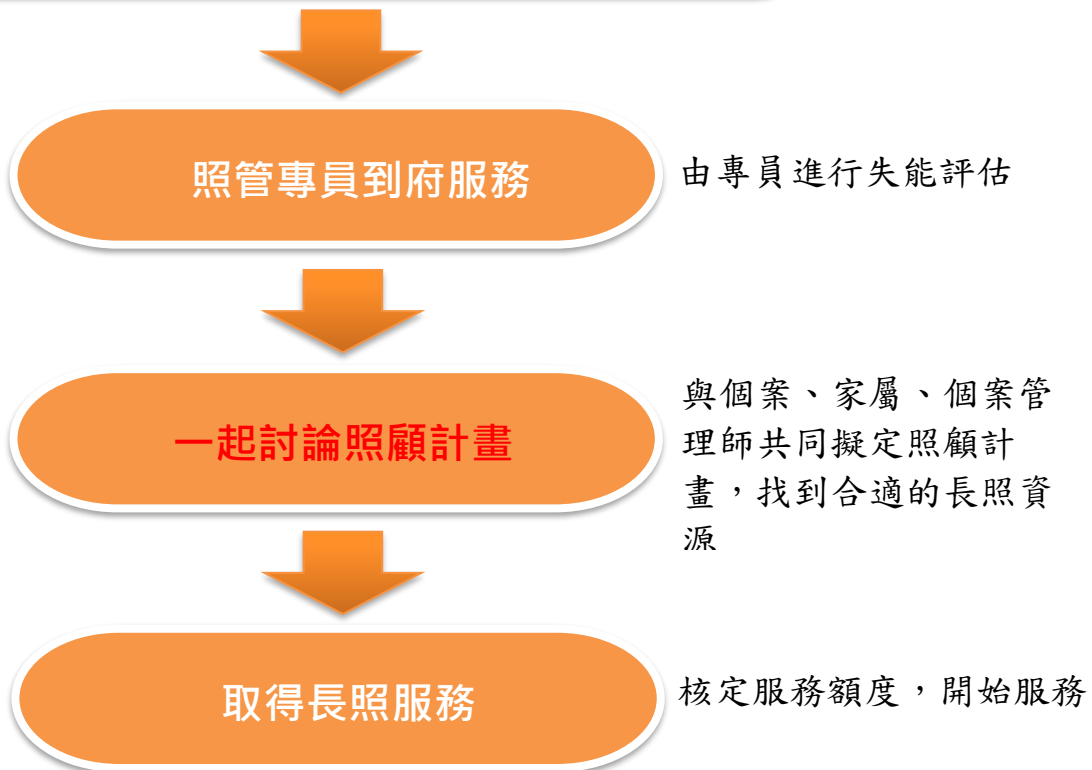 照管專員到府服務
由專員進行失能評估
一起討論照顧計畫
與個案、家屬、個案管
理師共同擬定照顧計
畫，找到合適的長照資
源
取得長照服務
核定服務額度，開始服務